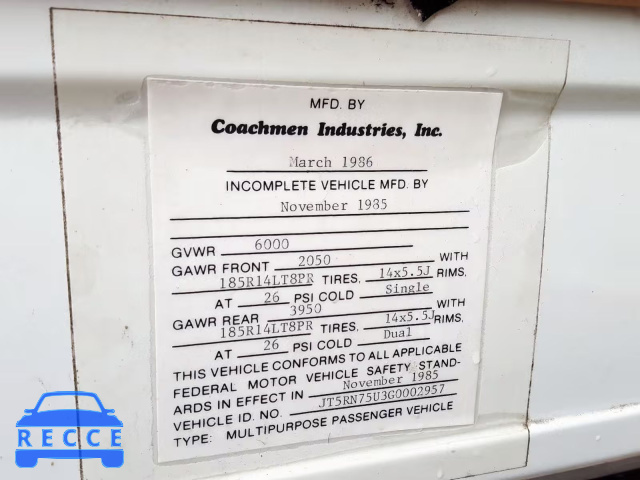 MFD. BY
Coachmen Industries, Inc.
March 1986
INCOMPLETE VEHICLE MFD. BY
November 1985
GVWR 6000
GAWR FRONT 2050 WITH
185R14LT8PR TIRES, 14x5.5J RIMS,
AT 26 PSI COLD Single
GAWR REAR 3950 WITH
185R14LT8PR TIRES, 14x5.5J RIMS,
AT 26 PSI COLD Dual
THIS VEHICLE CONFORMS TO ALL APPLICABLE
FEDERAL MOTOR VEHICLE SAFETY STAND-
ARDS IN EFFECT IN November 1985
VEHICLE ID. NO. JT5RN75U3G0002957
TYPE: MULTIPURPOSE PASSENGER VEHICLE
RECCE